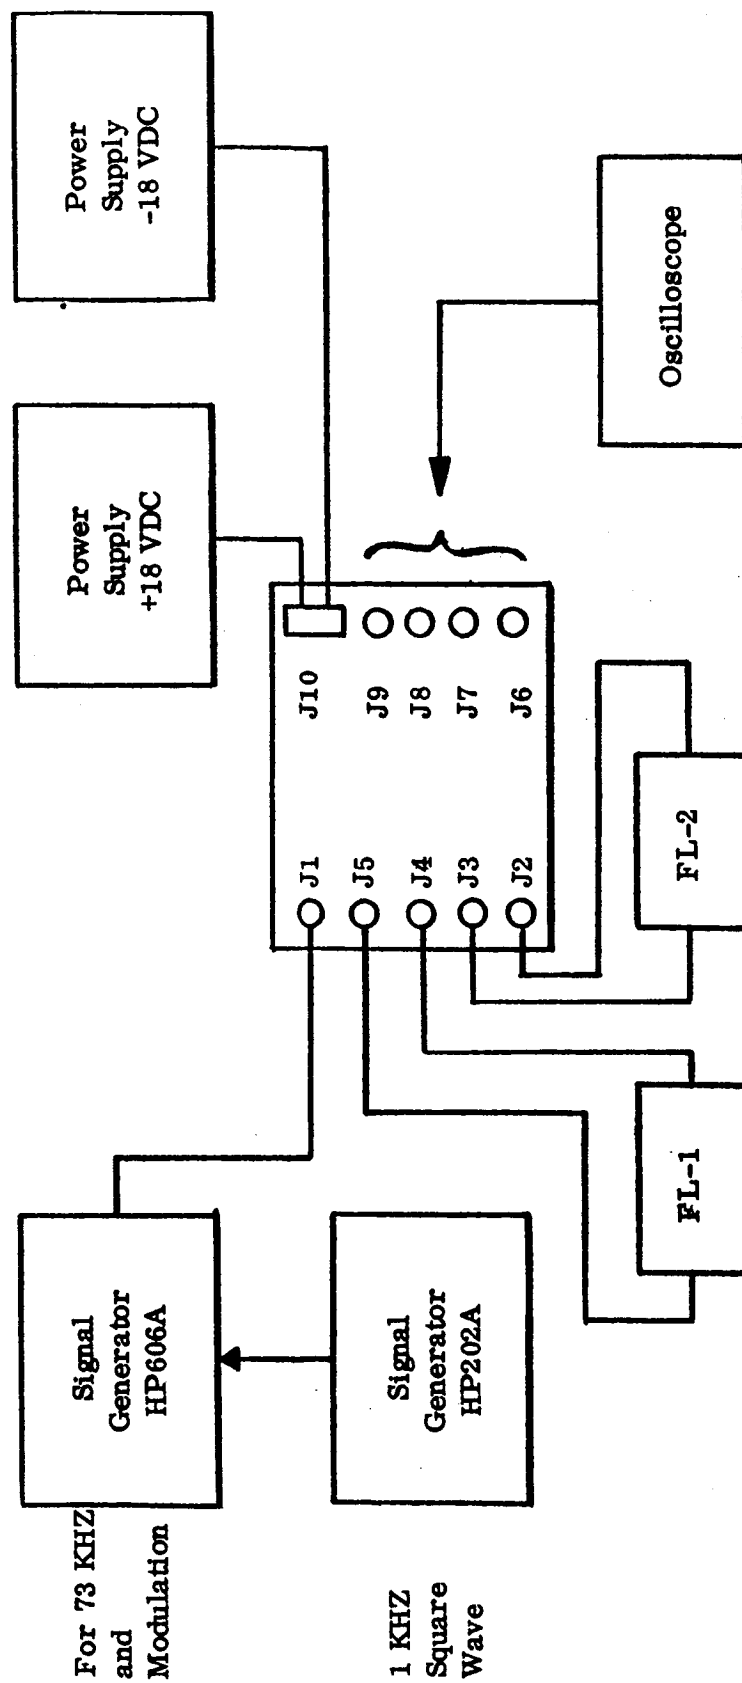 For 73 KHZ
and
Modulation
Signal
Generator
HP606A
Power
Supply
+18 VDC
Power
Supply
-18 VDC
1 KHZ
Square
Wave
Signal
Generator
HP202A
J1
J5
J4
J3
J2
J10
J9
J8
J7
J6
Oscilloscope
FL-1
FL-2